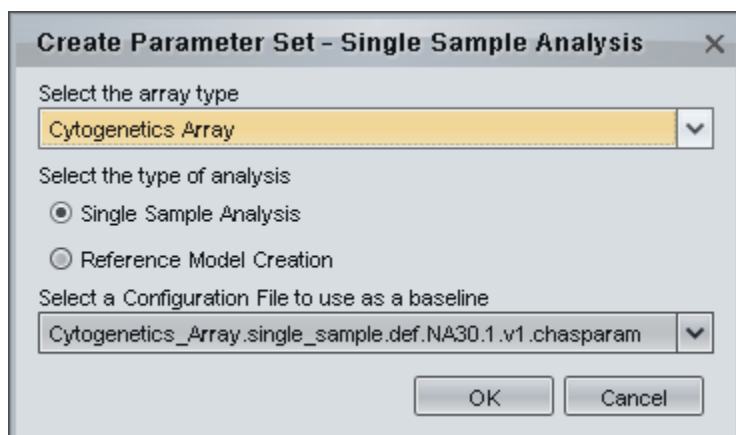 Create Parameter Set - Single Sample Analysis
Select the array type
Cytogenetics Array
Select the type of analysis
Single Sample Analysis
Reference Model Creation
Select a Configuration File to use as a baseline
Cytogenetics_Array.single_sample.def.NA30.1.v1.chasparam
OK Cancel